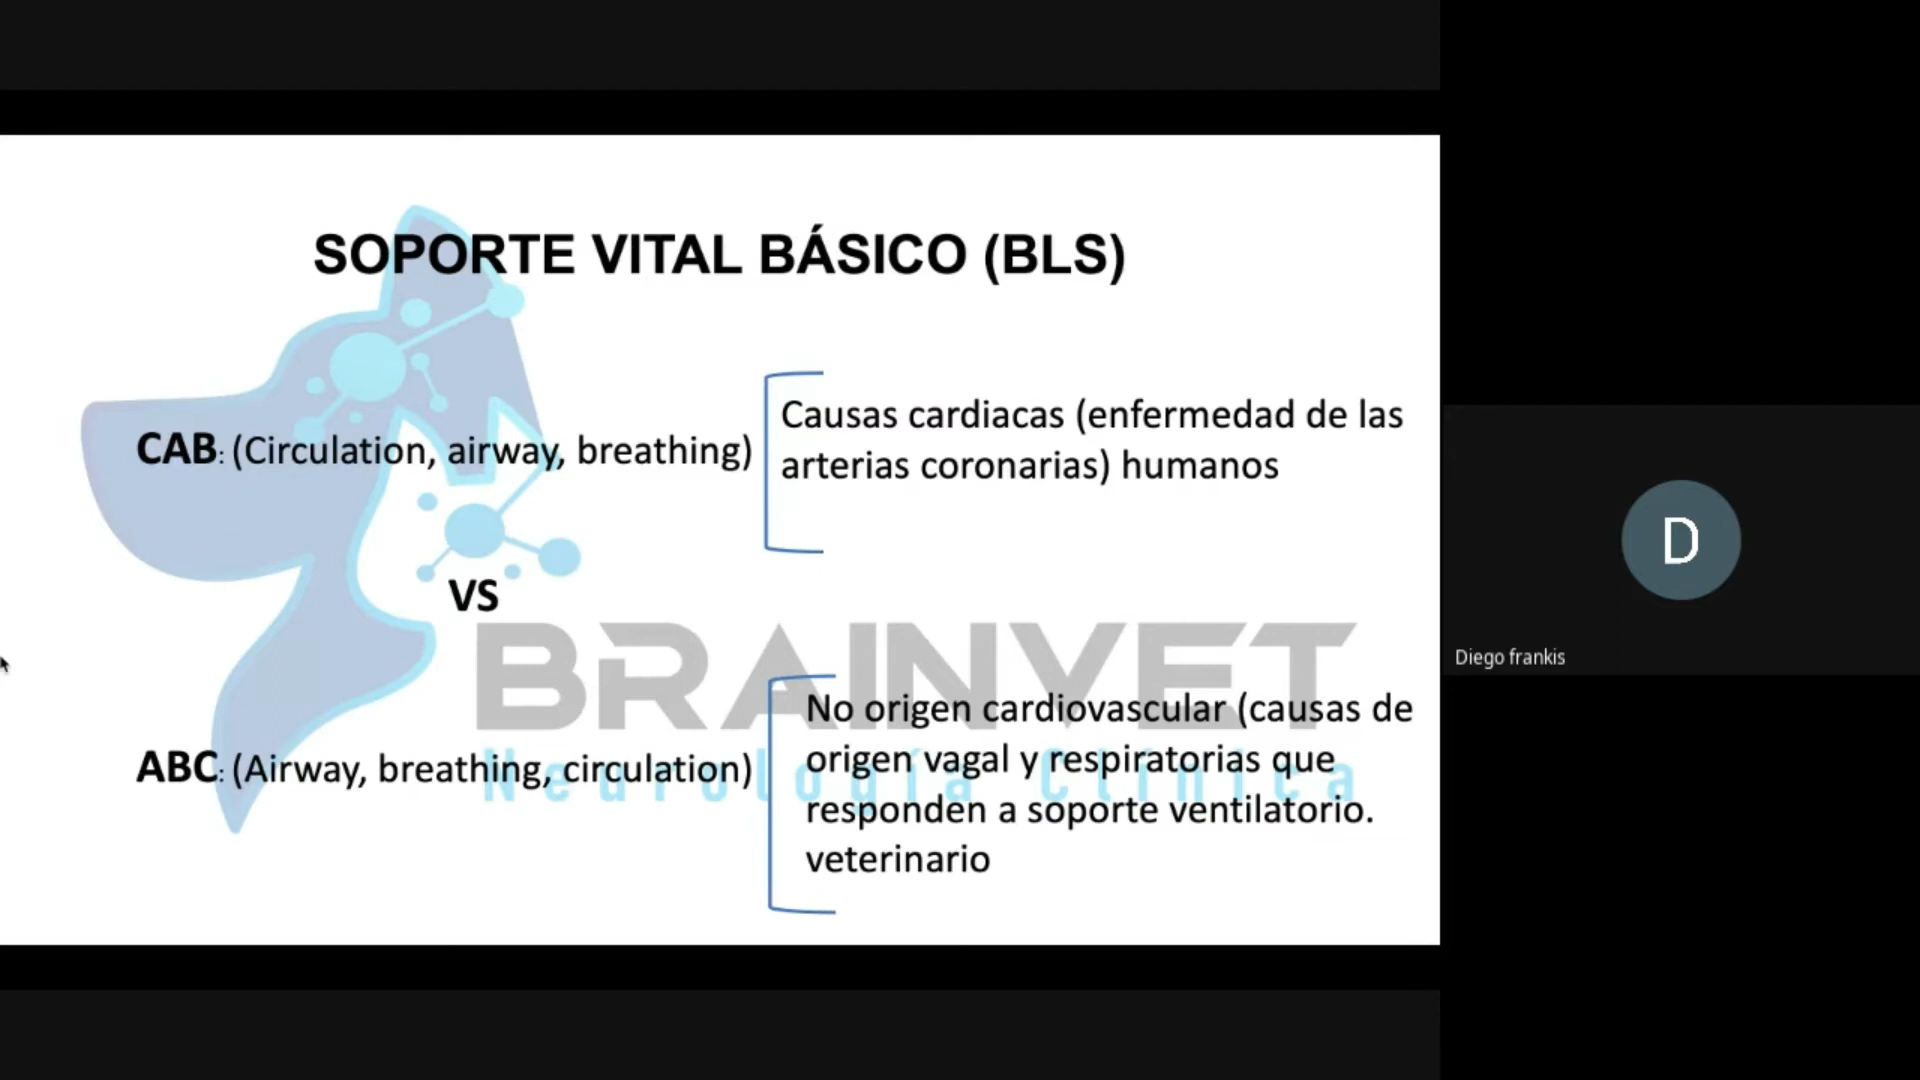 SOPORTE VITAL BÁSICO (BLS)
CAB: (Circulation, airway, breathing)
Causas cardiacas (enfermedad de las
arterias coronarias) humanos
VS
BRAINVET
Neurología Clínica
ABC: (Airway, breathing, circulation)
No origen cardiovascular (causas de
origen vagal y respiratorias que
responden a soporte ventilatorio.
veterinario
D
Diego frankis